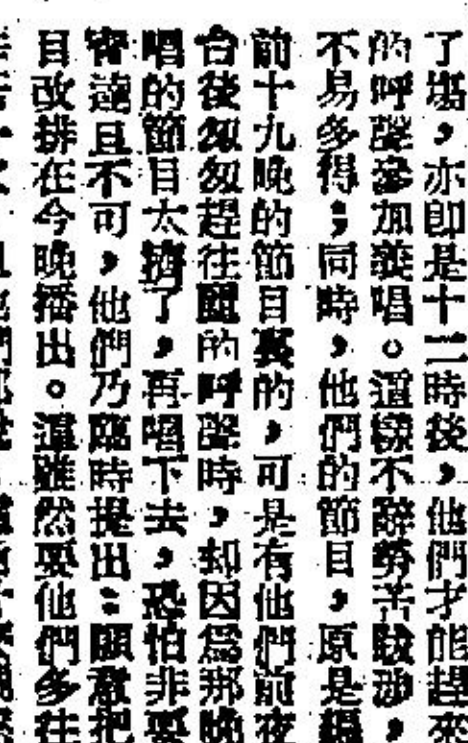 了場，亦卽是十二時後，他們才能趕來
的呼聲參加義唱。這樣不辭勞苦跋涉，
不易多得；同時，他們的節目，原是編
前十九晚的節目裏的，可是有他們前夜
台後匆匆趕往關的呼聲時，却因爲那晚
唱的節目太擠了，再唱下去，恐怕非要
宵達旦不可，他們乃臨時提出：願意把
目改排在今晚播出。這雖然要他們多往